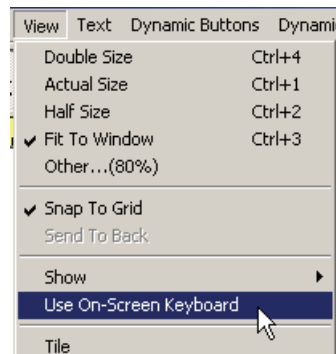 View Text Dynamic Buttons Dynami
Double Size Ctrl+4
Actual Size Ctrl+1
Half Size Ctrl+2
Fit To Window Ctrl+3
Other...(80%)
Snap To Grid
Send To Back
Show
Use On-Screen Keyboard
Tile